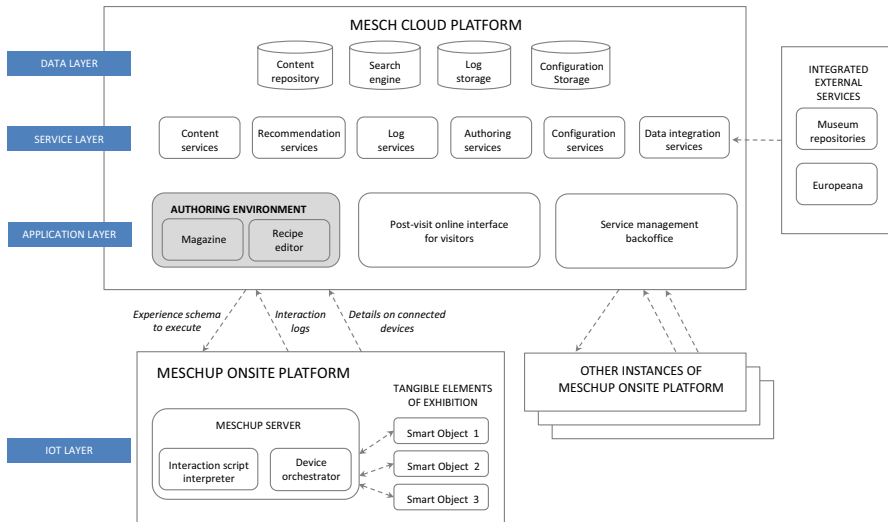 MESCH CLOUD PLATFORM
DATA LAYER
Content
repository
Search
engine
Log
storage
Configuration
Storage
INTEGRATED
EXTERNAL
SERVICES
Museum
repositories
Europeana
SERVICE LAYER
Content
services
Recommendation
services
Log
services
Authoring
services
Configuration
services
Data integration
services
APPLICATION LAYER
AUTHORING ENVIRONMENT
Magazine
Recipe
editor
Post-visit online interface
for visitors
Service management
backoffice
Experience schema
to execute
Interaction
logs
Details on connected
devices
MESCHUP ONSITE PLATFORM
TANGIBLE ELEMENTS
OF EXHIBITION
OTHER INSTANCES OF
MESCHUP ONSITE PLATFORM
IOT LAYER
MESCHUP SERVER
Interaction script
interpreter
Device
orchestrator
Smart Object 1
Smart Object 2
Smart Object 3